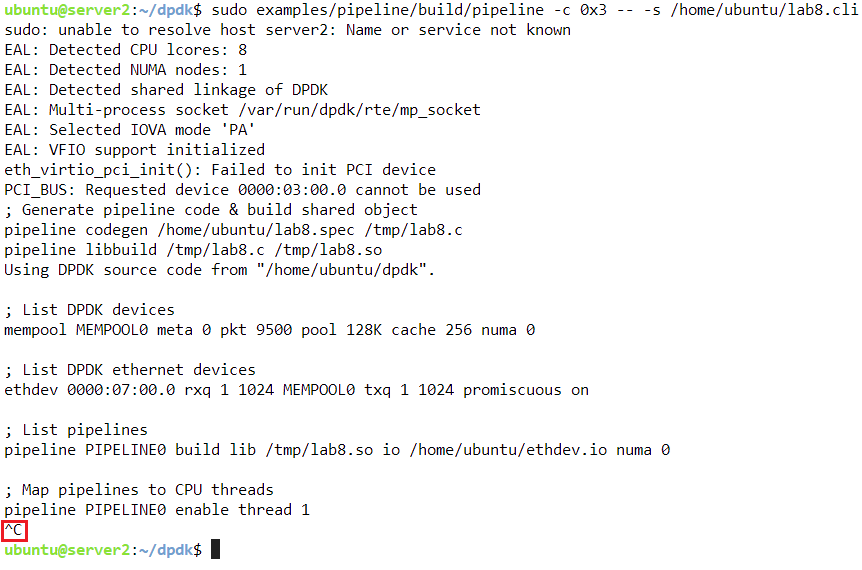 ubuntu@server2:~/dpdk$ sudo examples/pipeline/build/pipeline -c 0x3 -- -s /home/ubuntu/lab8.cli
sudo: unable to resolve host server2: Name or service not known
EAL: Detected CPU lcores: 8
EAL: Detected NUMA nodes: 1
EAL: Detected shared linkage of DPDK
EAL: Multi-process socket /var/run/dpdk/rte/mp_socket
EAL: Selected IOVA mode 'PA'
EAL: VFIO support initialized
eth_virtio_pci_init(): Failed to init PCI device
PCI_BUS: Requested device 0000:03:00.0 cannot be used
; Generate pipeline code & build shared object
pipeline codegen /home/ubuntu/lab8.spec /tmp/lab8.c
pipeline libbuild /tmp/lab8.c /tmp/lab8.so
Using DPDK source code from "/home/ubuntu/dpdk".

; List DPDK devices
mempool MEMPOOL0 meta 0 pkt 9500 pool 128K cache 256 numa 0

; List DPDK ethernet devices
ethdev 0000:07:00.0 rxq 1 1024 MEMPOOL0 txq 1 1024 promiscuous on

; List pipelines
pipeline PIPELINE0 build lib /tmp/lab8.so io /home/ubuntu/ethdev.io numa 0

; Map pipelines to CPU threads
pipeline PIPELINE0 enable thread 1
^C
ubuntu@server2:~/dpdk$